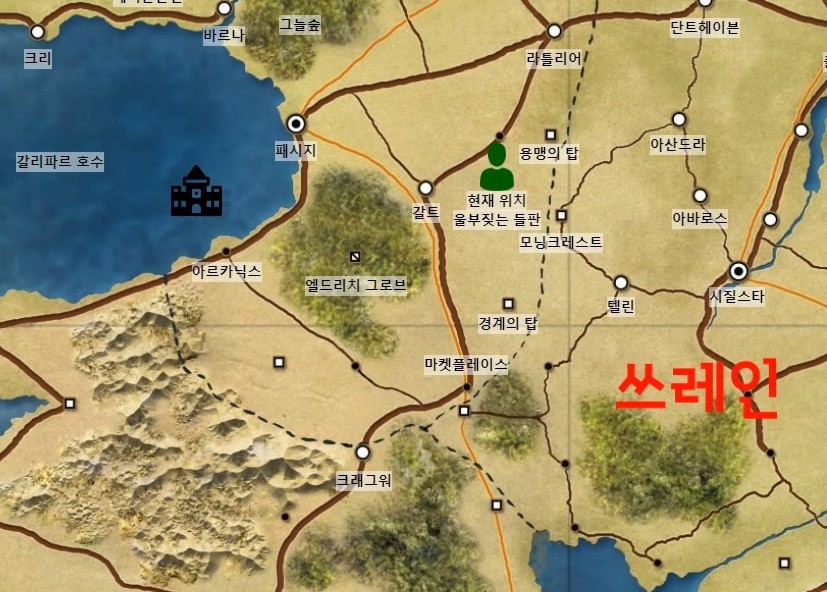 크리
바르나
그늘숲
라틀리어
단트헤이븐
패시지
갈리파르 호수
용맹의 탑
아산드라
현재 위치
울부짖는 들판
갈트
아바로스
모닝크레스트
아르카닉스
엘드리치 그로브
텔린
시질스타
경계의 탑
마켓플레이스
쓰레인
크래그워